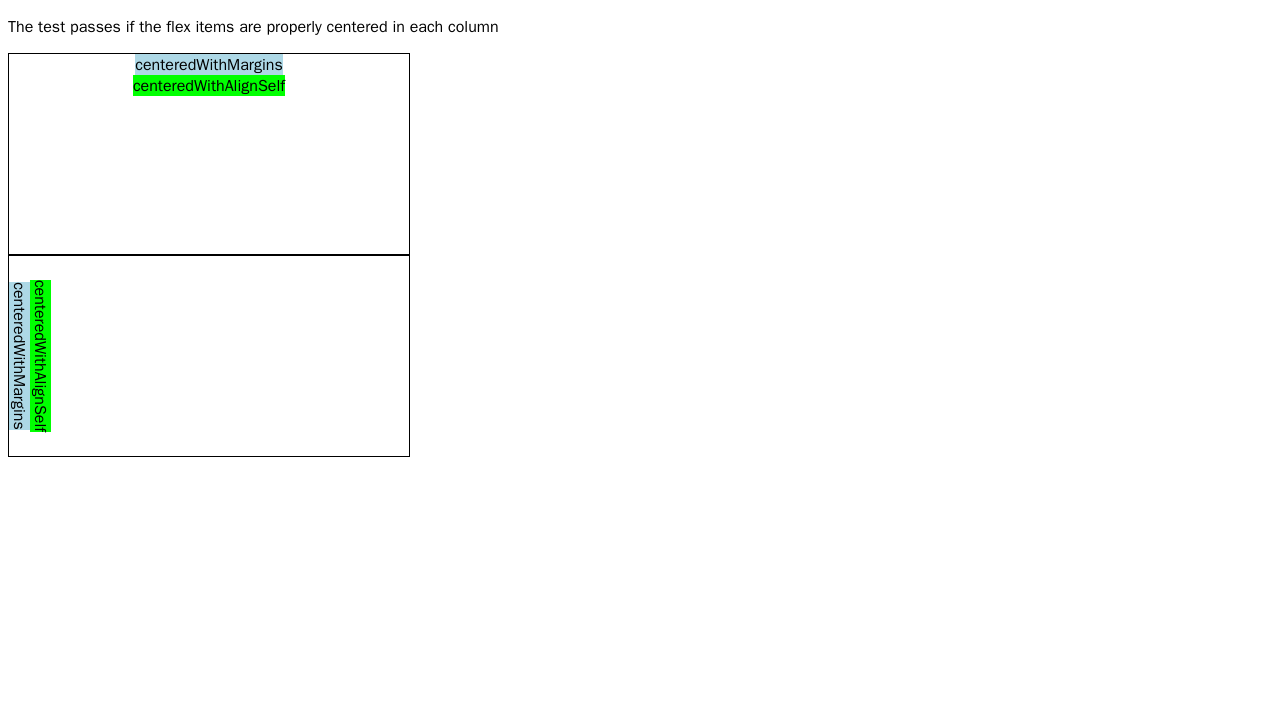 The test passes if the flex items are properly centered in each column
centeredWithMargins
centeredWithAlignSelf
centeredWithMargins
centeredWithAlignSelf